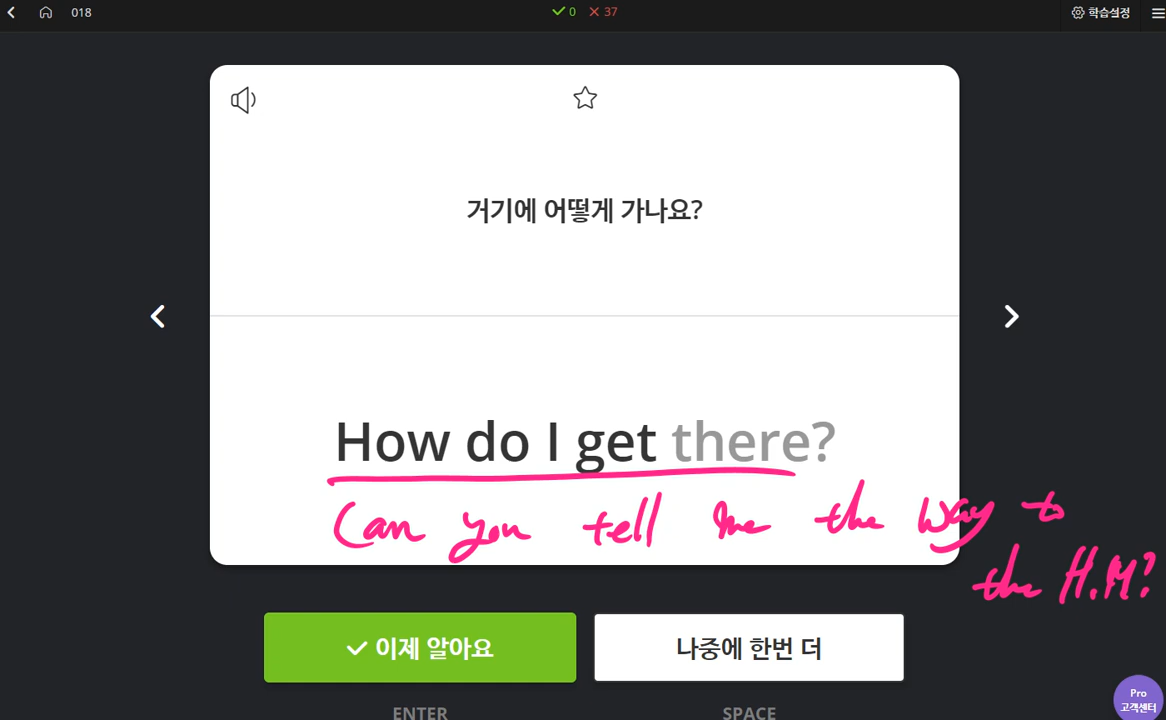 018
0
37
학습설정
거기에 어떻게 가나요?
How do I get there?
Can you tell me the way to
the H.M?
이제 알아요
나중에 한번 더
ENTER
SPACE
Pro
고객센터